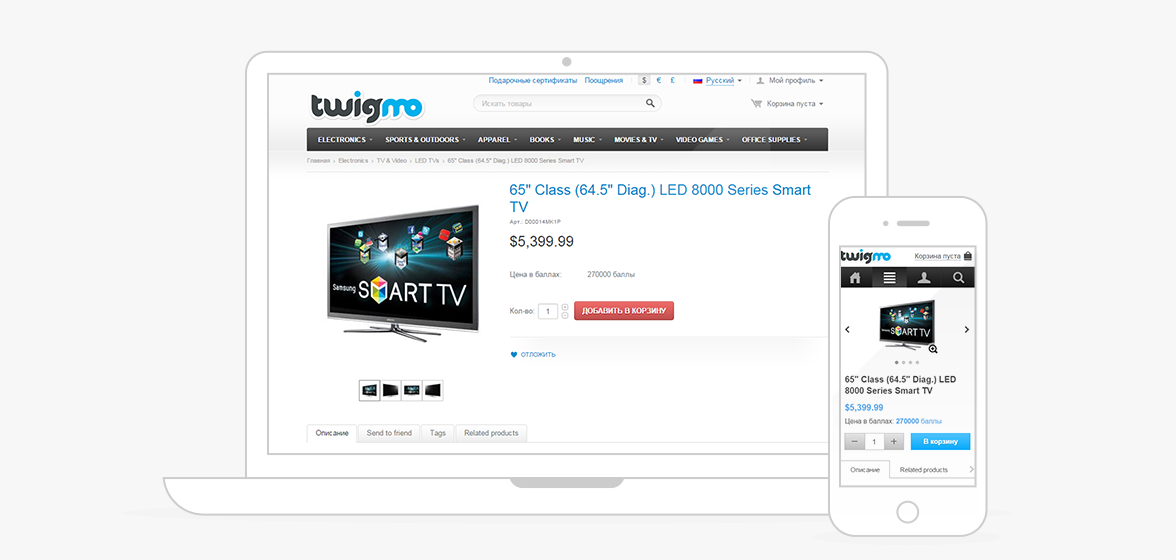 Подарочные сертификаты Поощрения $ € £ Русский Мой профиль
twigmo
Искать товары
Корзина пуста
ELECTRONICS SPORTS & OUTDOORS APPAREL BOOKS MUSIC MOVIES & TV VIDEO GAMES OFFICE SUPPLIES
Главная › Electronics › TV & Video › LED TVs › 65" Class (64.5" Diag.) LED 8000 Series Smart TV
65" Class (64.5" Diag.) LED 8000 Series Smart
TV
Арт.: D00014MK1P
$5,399.99
Samsung SMART TV
Цена в баллах: 270000 баллы
Кол-во: 1 ДОБАВИТЬ В КОРЗИНУ
ОТЛОЖИТЬ
Описание Send to friend Tags Related products
twigmo Корзина пуста
SMART TV
65" Class (64.5" Diag.) LED
8000 Series Smart TV
$5,399.99
Цена в баллах: 270000 баллы
− 1 + В корзину
Описание Related products